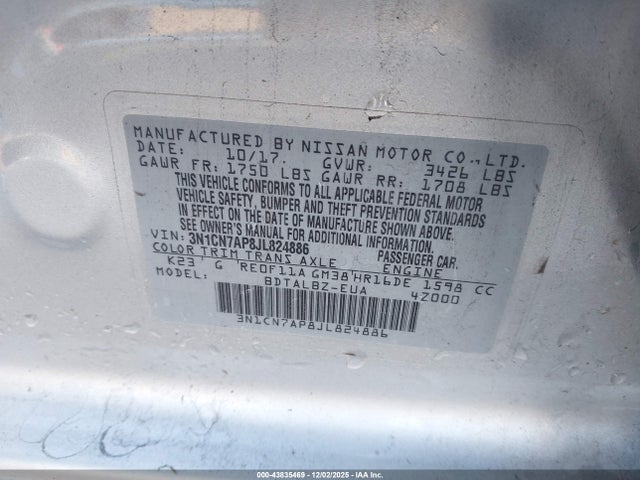 MANUFACTURED BY NISSAN MOTOR CO.,LTD.
DATE: 10/17. GVWR: 3426 LBS
GAWR FR: 1750 LBS GAWR RR: 1708 LBS
THIS VEHICLE CONFORMS TO ALL APPLICABLE FEDERAL MOTOR
VEHICLE SAFETY, BUMPER AND THEFT PREVENTION STANDARDS
IN EFFECT ON THE DATE OF MANUFACTURE SHOWN ABOVE.
SEE OWNER'S MANUAL FOR AIRBAG INFORMATION.
VIN: 3N1CN7AP8JL824886 PASSENGER CAR.
COLOR TRIM TRANS AXLE ENGINE
K23 G RE0F11A GM38 HR16DE 1598 CC
MODEL: BDTALBZ-EUA 4Z000
3N1CN7AP8JL824886
000-43835469 - 12/02/2025 - IAA Inc.